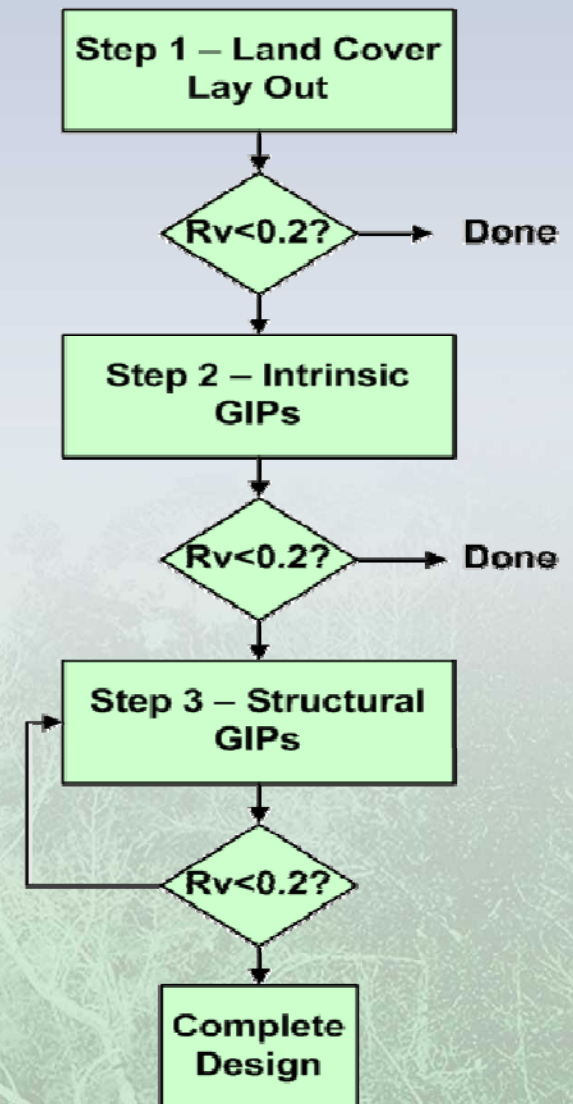 Step 1 – Land Cover
Lay Out
Rv<0.2?
Done
Step 2 – Intrinsic
GIPs
Rv<0.2?
Done
Step 3 – Structural
GIPs
Rv<0.2?
Complete
Design